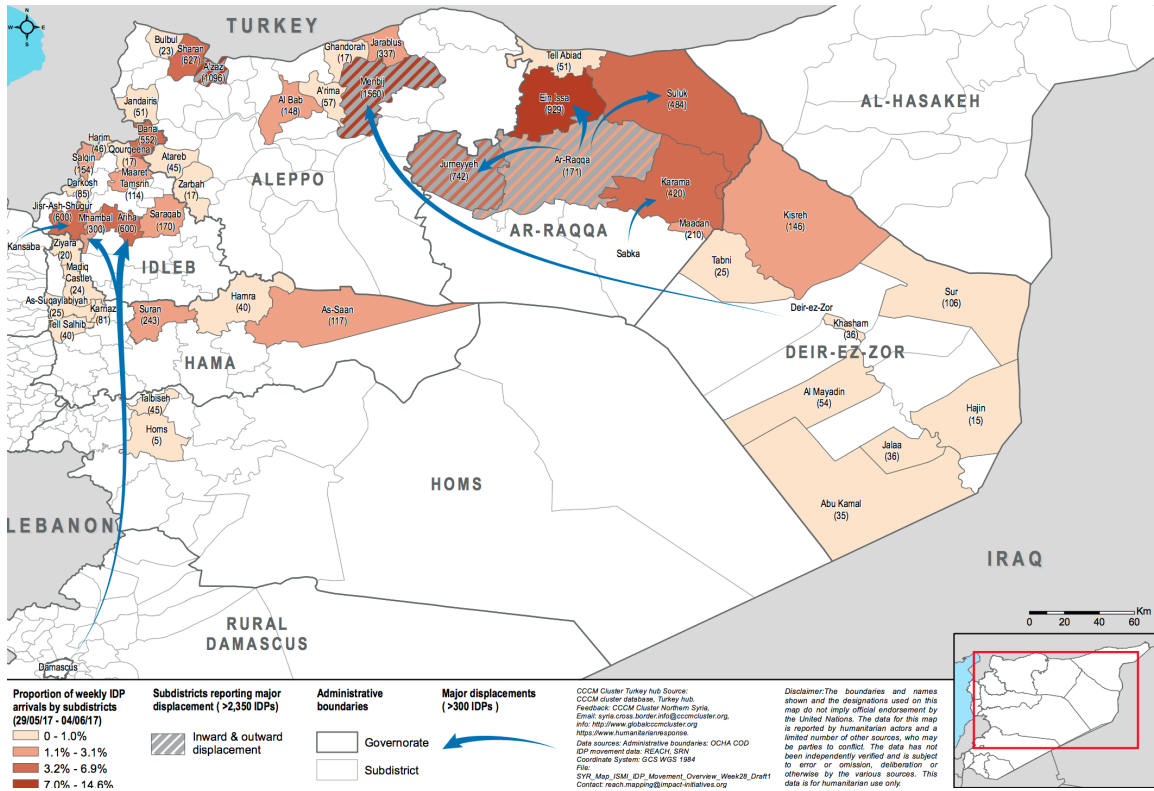 N
W
E
S
TURKEY
Bulbul
(23)
Sharan
(627)
A'zaz
(1096)
Ghandorah
(17)
Jarablus
(337)
Menbij
(1560)
A'rima
(57)
Al Bab
(148)
Tell Abiad
(51)
Ein Issa
(929)
Suluk
(484)
AL-HASAKEH
Jandairis
(51)
Dana
(552)
Harim
(46)
Qourqeena
(17)
Atareb
(45)
Salqin
(154)
Maaret
Tamsrin
(114)
Zarbah
(17)
Darkosh
(85)
ALEPPO
Jurneyyeh
(742)
Ar-Raqqa
(171)
Karama
(420)
Jisr-Ash-Shugur
(600)
Mhambal
(300)
Ariha
(600)
Saraqab
(170)
Kansaba
AR-RAQQA
Maadan
(210)
Kisreh
(146)
Sabka
Tabni
(25)
Ziyara
(20)
IDLEB
Madiq
Castle
(24)
As-Suqaylabiyah
(25)
Karnaz
(81)
Tell Salhib
(40)
Suran
(243)
Hamra
(40)
As-Saan
(117)
HAMA
Deir-ez-Zor
Khasham
(36)
Sur
(106)
DEIR-EZ-ZOR
Talbiseh
(45)
Homs
(5)
Al Mayadin
(54)
Hajin
(15)
Jalaa
(36)
Abu Kamal
(35)
HOMS
LEBANON
IRAQ
RURAL
DAMASCUS
Damascus
Km
0 20 40 60
Proportion of weekly IDP
arrivals by subdistricts
(29/05/17 - 04/06/17)
0 - 1.0%
1.1% - 3.1%
3.2% - 6.9%
7.0% - 14.6%
Subdistricts reporting major
displacement ( >2,350 IDPs)
Inward & outward
displacement
Administrative
boundaries
Governorate
Subdistrict
Major displacements
(>300 IDPs)
CCCM Cluster Turkey hub Source:
CCCM cluster database, Turkey hub.
Feedback: CCCM Cluster Northern Syria,
Email: syria.cross.border.info@cccmcluster.org,
info: http://www.globalcccmcluster.org
https://www.humanitarianresponse.
Data sources: Administrative boundaries: OCHA COD
IDP movement data: REACH, SRN
Coordinate System: GCS WGS 1984
File:
SYR_Map_ISMI_IDP_Movement_Overview_Week28_Draft1
Contact: reach.mapping@impact-initiatives.org
Disclaimer:The boundaries and names
shown and the designations used on this
map do not imply official endorsement by
the United Nations. The data for this map
is reported by humanitarian actors and a
limited number of other sources, who may
be parties to conflict. The data has not
been independently verified and is subject
to error or omission, deliberation or
otherwise by the various sources. This
data is for humanitarian use only.